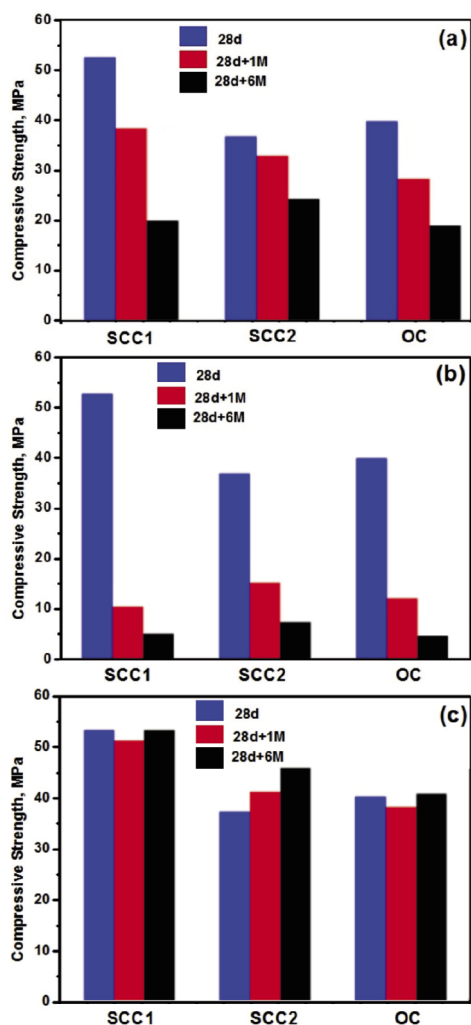 60
(a)
28d
50
28d+1M
28d+6M
40
30
20
10
0
Compressive Strength, MPa
SCC1 SCC2 OC
60
(b)
28d
50
28d+1M
28d+6M
40
30
20
10
0
Compressive Strength, MPa
SCC1 SCC2 OC
60
(c)
28d
50
28d+1M
28d+6M
40
30
20
10
0
Compressive Strength, MPa
SCC1 SCC2 OC